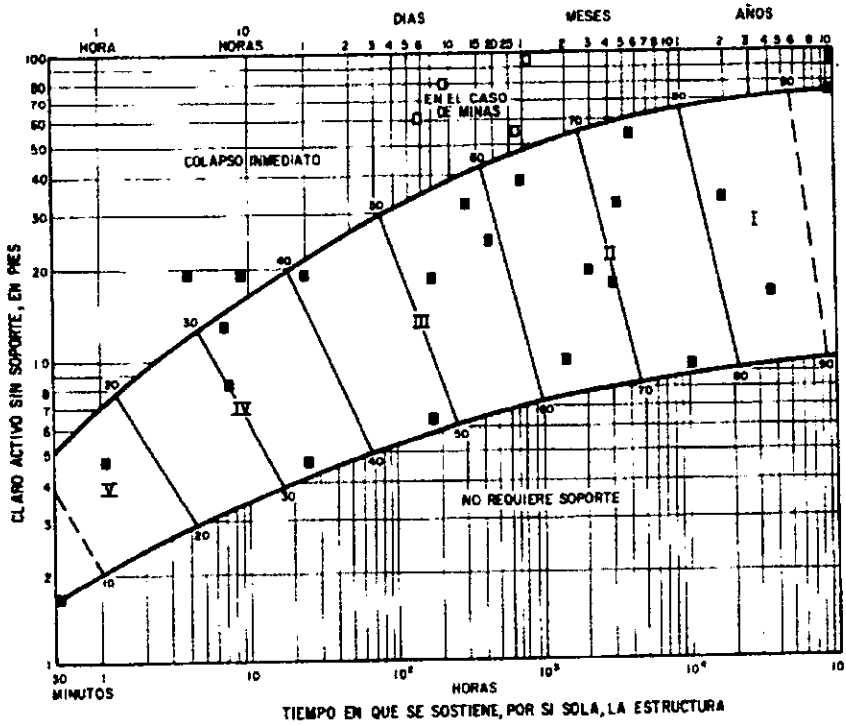 DIAS MESES AÑOS
1 10 1 2 3 4 5 6 10 15 20 25 1 2 3 4 5 6 8 10 1 2 3 4 6 8 10
HORA HORAS
100
80
70
60
50
40
30
20
10
8
7
6
5
4
3
2
1
CLARO ACTIVO SIN SOPORTE, EN PIES
EN EL CASO
DE MINAS
COLAPSO INMEDIATO
20 30 40 50 60 70 80 90
I
II
III
IV
V
10 20 30 40 50 60 70 80 90
NO REQUIERE SOPORTE
30 1 10 10² 10³ 10⁴ 10
MINUTOS HORAS
TIEMPO EN QUE SE SOSTIENE, POR SI SOLA, LA ESTRUCTURA